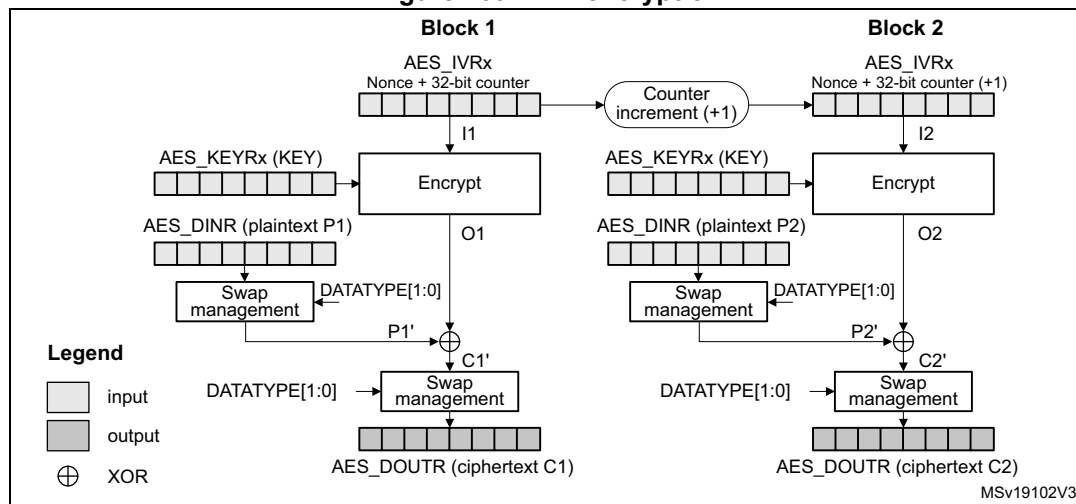 Block 1
Block 2
AES_IVRx
Nonce + 32-bit counter
Counter
increment (+1)
AES_IVRx
Nonce + 32-bit counter (+1)
I1
I2
AES_KEYRx (KEY)
Encrypt
AES_KEYRx (KEY)
Encrypt
AES_DINR (plaintext P1)
O1
AES_DINR (plaintext P2)
O2
Swap
management
DATATYPE[1:0]
Swap
management
DATATYPE[1:0]
P1'
P2'
C1'
C2'
Legend
input
output
XOR
DATATYPE[1:0]
Swap
management
DATATYPE[1:0]
Swap
management
AES_DOUTR (ciphertext C1)
AES_DOUTR (ciphertext C2)
MSv19102V3